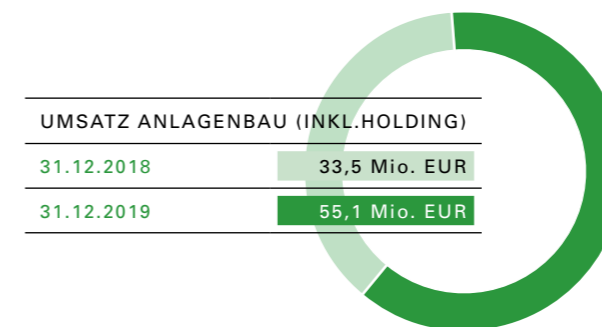 UMSATZ ANLAGENBAU (INKL.HOLDING)
31.12.2018 33,5 Mio. EUR
31.12.2019 55,1 Mio. EUR